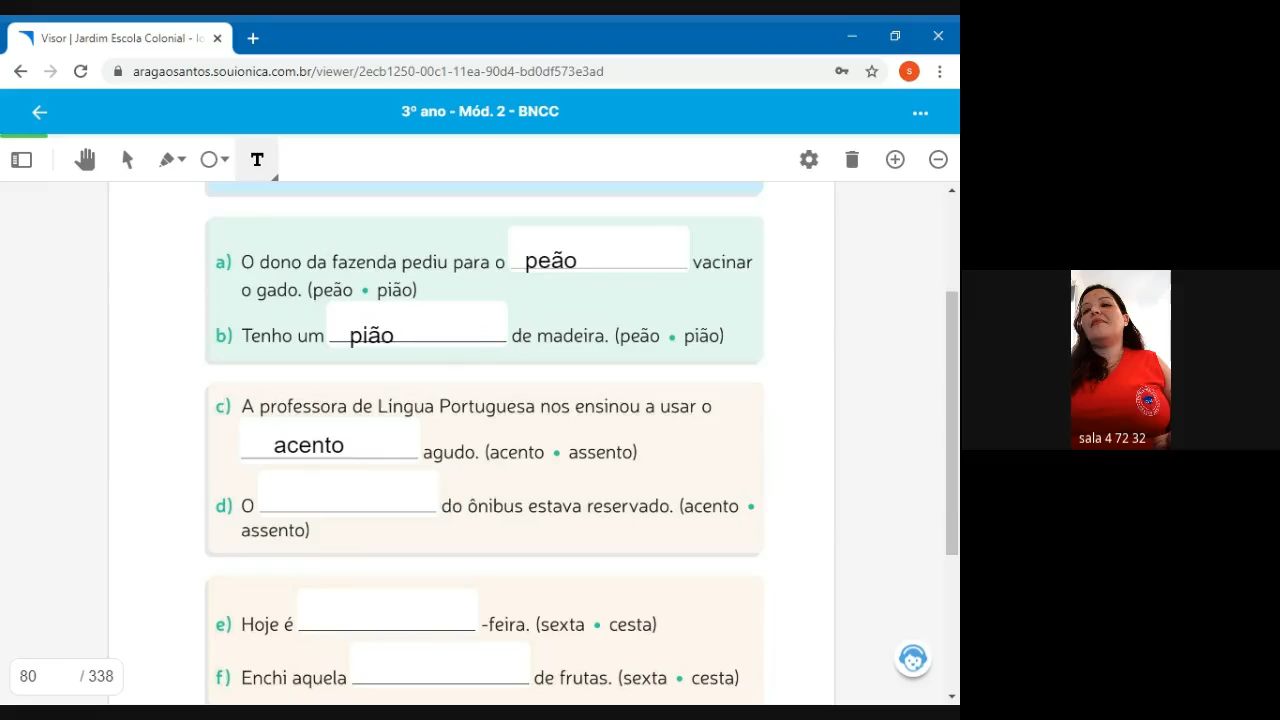 Visor | Jardim Escola Colonial - Io
aragaosantos.souionica.com.br/viewer/2ecb1250-00c1-11ea-90d4-bd0df573e3ad
S
3º ano - Mód. 2 - BNCC
T
a) O dono da fazenda pediu para o peão vacinar
o gado. (peão • pião)
b) Tenho um pião de madeira. (peão • pião)
c) A professora de Língua Portuguesa nos ensinou a usar o
acento agudo. (acento • assento)
d) O ____ do ônibus estava reservado. (acento •
assento)
e) Hoje é ____ -feira. (sexta • cesta)
f) Enchi aquela ____ de frutas. (sexta • cesta)
80 / 338
sala 4 72 32